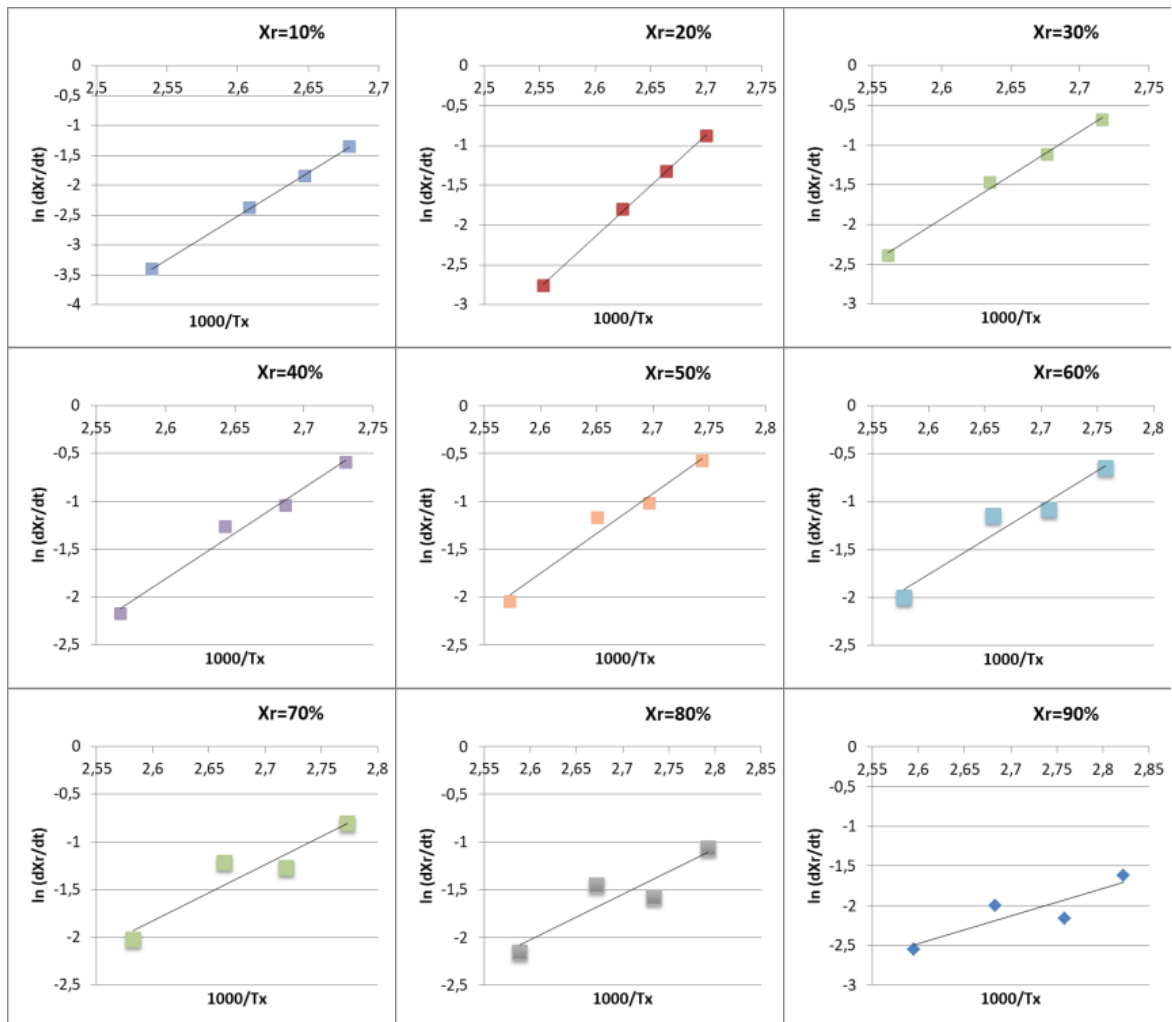 Xr=10%
0
2,5 2,55 2,6 2,65 2,7
-0,5
-1
-1,5
-2
-2,5
-3
-3,5
-4
ln (dXr/dt)
1000/Tx
Xr=20%
0
2,5 2,55 2,6 2,65 2,7 2,75
-0,5
-1
-1,5
-2
-2,5
-3
ln (dXr/dt)
1000/Tx
Xr=30%
0
2,55 2,6 2,65 2,7 2,75
-0,5
-1
-1,5
-2
-2,5
-3
ln (dXr/dt)
1000/Tx
Xr=40%
0
2,55 2,6 2,65 2,7 2,75
-0,5
-1
-1,5
-2
-2,5
ln (dXr/dt)
1000/Tx
Xr=50%
0
2,55 2,6 2,65 2,7 2,75 2,8
-0,5
-1
-1,5
-2
-2,5
ln (dXr/dt)
1000/Tx
Xr=60%
0
2,55 2,6 2,65 2,7 2,75 2,8
-0,5
-1
-1,5
-2
-2,5
ln (dXr/dt)
1000/Tx
Xr=70%
0
2,55 2,6 2,65 2,7 2,75 2,8
-0,5
-1
-1,5
-2
-2,5
ln (dXr/dt)
1000/Tx
Xr=80%
0
2,55 2,6 2,65 2,7 2,75 2,8 2,85
-0,5
-1
-1,5
-2
-2,5
ln (dXr/dt)
1000/Tx
Xr=90%
0
2,55 2,6 2,65 2,7 2,75 2,8 2,85
-0,5
-1
-1,5
-2
-2,5
-3
ln (dXr/dt)
1000/Tx